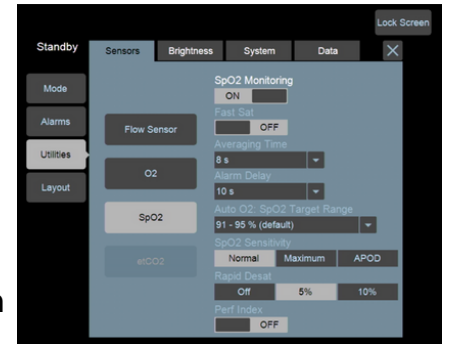 Lock Screen
Standby
Sensors Brightness System Data X
Mode
Alarms
Utilities
Layout
Flow Sensor
O2
SpO2
etCO2
SpO2 Monitoring
ON
Fast Sat
OFF
Averaging Time
8 s
Alarm Delay
10 s
Auto O2: SpO2 Target Range
91 - 95 % (default)
SpO2 Sensitivity
Normal Maximum APOD
Rapid Desat
Off 5% 10%
Perf Index
OFF